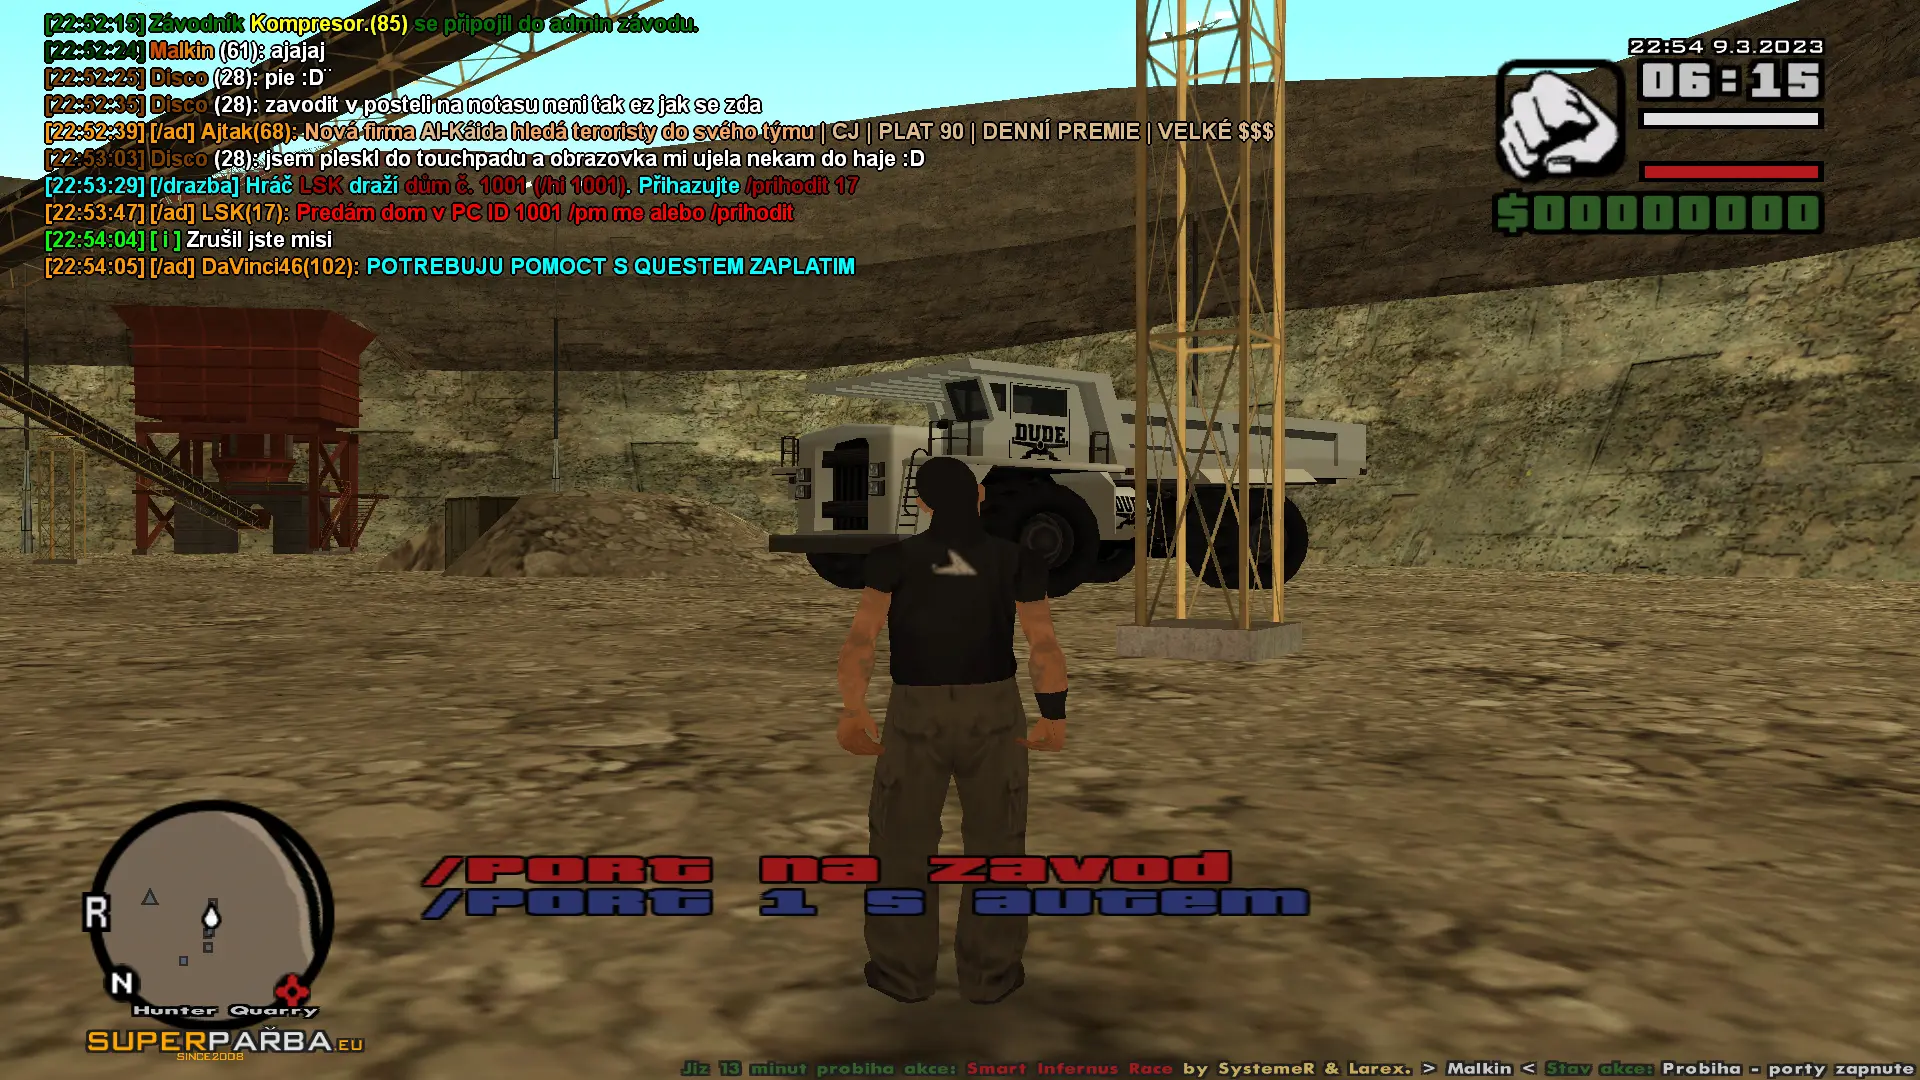 [22:52:15] Závodník Kompresor.(85) se připojil do admin závodu.
[22:52:24] Malkin (61): ajajaj
[22:52:25] Disco (28): pie :D¨
[22:52:35] Disco (28): zavodit v posteli na notasu neni tak ez jak se zda
[22:52:39] [/ad] Ajtak(68): Nová firma Al-Káida hledá teroristy do svého týmu | CJ | PLAT 90 | DENNÍ PREMIE | VELKÉ $$$
[22:53:03] Disco (28): jsem pleskl do touchpadu a obrazovka mi ujela nekam do haje :D
[22:53:29] [/drazba] Hráč LSK draží dům č. 1001 (/hi 1001). Přihazujte /prihodit 17
[22:53:47] [/ad] LSK(17): Predám dom v PC ID 1001 /pm me alebo /prihodit
[22:54:04] [ i ] Zrušil jste misi
[22:54:05] [/ad] DaVinci46(102): POTREBUJU POMOCT S QUESTEM ZAPLATIM
22:54 9.3.2023
06:15
$00000000
DUDE
/PORT na zavod
/PORT 1 s autem
R
N
Hunter Quarry
SUPERPAŘBA.EU
SINCE2008
Jiz 13 minut probiha akce: Smart Infernus Race by SystemeR & Larex. > Malkin < Stav akce: Probiha - porty zapnute